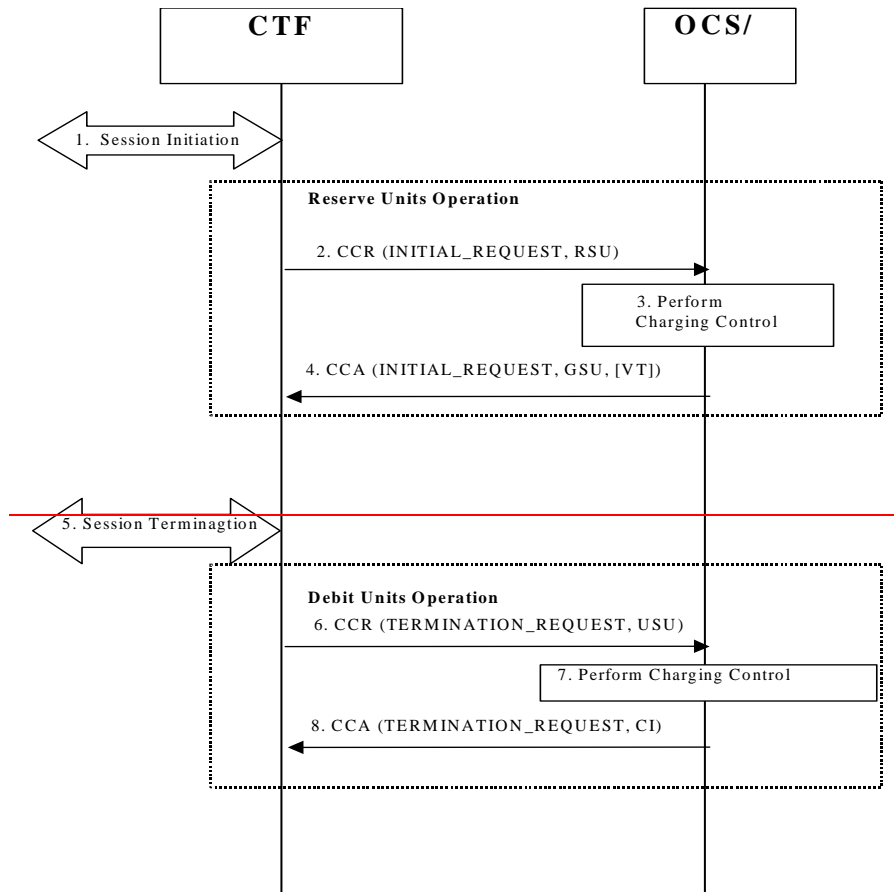 CTF
OCS/
1. Session Initiation
Reserve Units Operation
2. CCR (INITIAL_REQUEST, RSU)
3. Perform
Charging Control
4. CCA (INITIAL_REQUEST, GSU, [VT])
5. Session Terminagtion
Debit Units Operation
6. CCR (TERMINATION_REQUEST, USU)
7. Perform Charging Control
8. CCA (TERMINATION_REQUEST, CI)